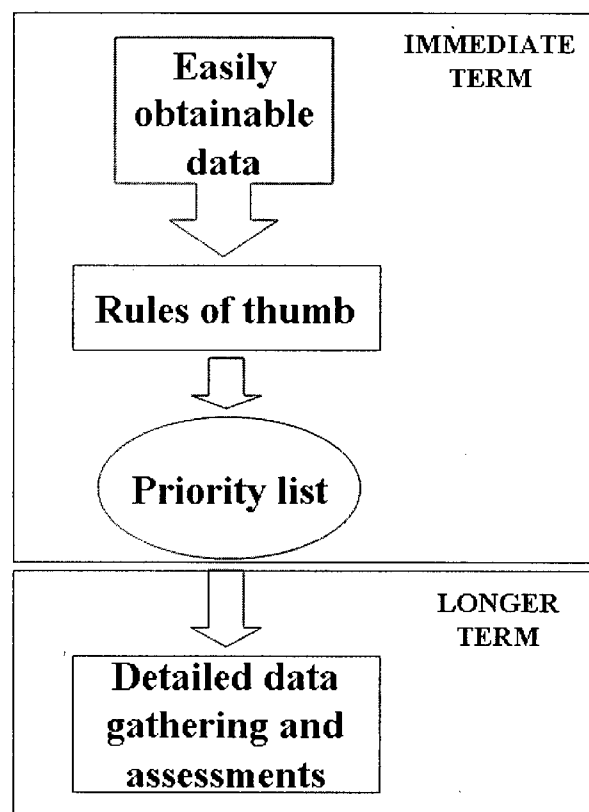 IMMEDIATE
TERM
Easily
obtainable
data
Rules of thumb
Priority list
LONGER
TERM
Detailed data
gathering and
assessments